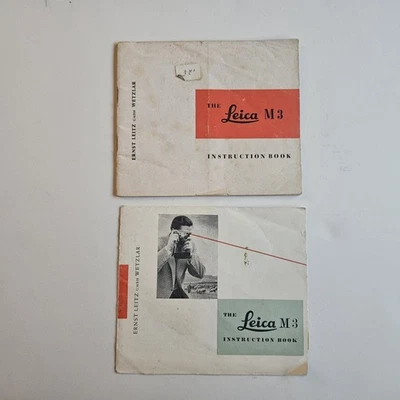 ERNST LEITZ GMBH WETZLAR
THE Leica M3
INSTRUCTION BOOK
ERNST LEITZ GMBH WETZLAR
THE Leica M3
INSTRUCTION BOOK